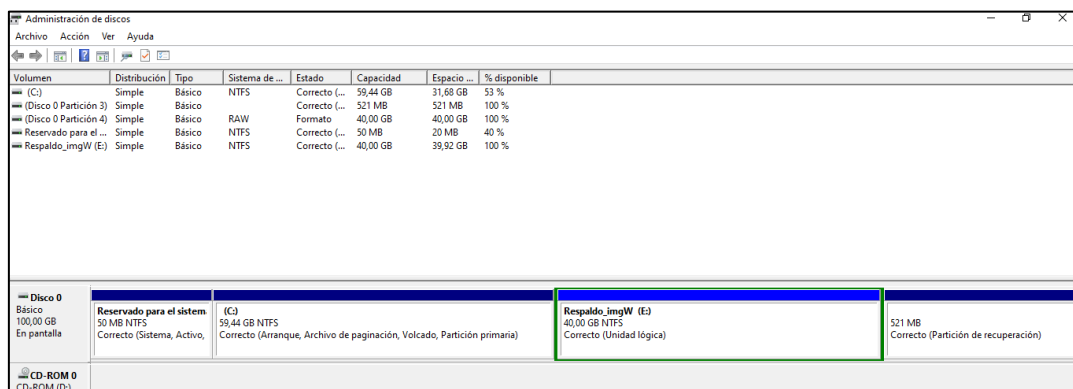 Administración de discos
Archivo Acción Ver Ayuda
Volumen Distribución Tipo Sistema de ... Estado Capacidad Espacio ... % disponible
(C:) Simple Básico NTFS Correcto (... 59,44 GB 31,68 GB 53 %
(Disco 0 Partición 3) Simple Básico Correcto (... 521 MB 521 MB 100 %
(Disco 0 Partición 4) Simple Básico RAW Formato 40,00 GB 40,00 GB 100 %
Reservado para el ... Simple Básico NTFS Correcto (... 50 MB 20 MB 40 %
Respaldo_imgW (E:) Simple Básico NTFS Correcto (... 40,00 GB 39,92 GB 100 %
Disco 0
Básico
100,00 GB
En pantalla
Reservado para el sistem
50 MB NTFS
Correcto (Sistema, Activo,
(C:)
59,44 GB NTFS
Correcto (Arranque, Archivo de paginación, Volcado, Partición primaria)
Respaldo_imgW (E:)
40,00 GB NTFS
Correcto (Unidad lógica)
521 MB
Correcto (Partición de recuperación)
CD-ROM 0
CD-ROM (D:)